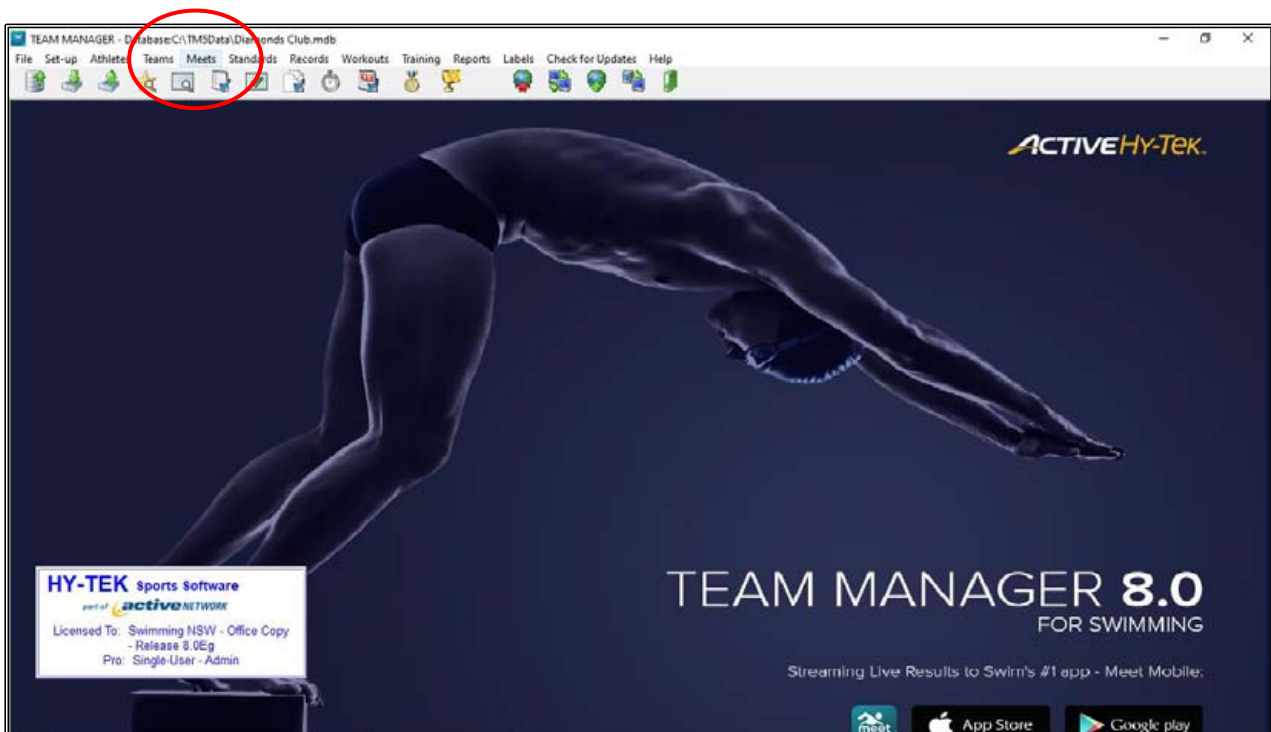 TEAM MANAGER - Database:C:\TM5Data\Diamonds Club.mdb
File Set-up Athletes Teams Meets Standards Records Workouts Training Reports Labels Check for Updates Help
ACTIVE HY-TEK.
HY-TEK Sports Software
part of active NETWORK
Licensed To: Swimming NSW - Office Copy
- Release 8.0Eg
Pro: Single-User - Admin
TEAM MANAGER 8.0
FOR SWIMMING
Streaming Live Results to Swim's #1 app - Meet Mobile:
meet App Store Google play